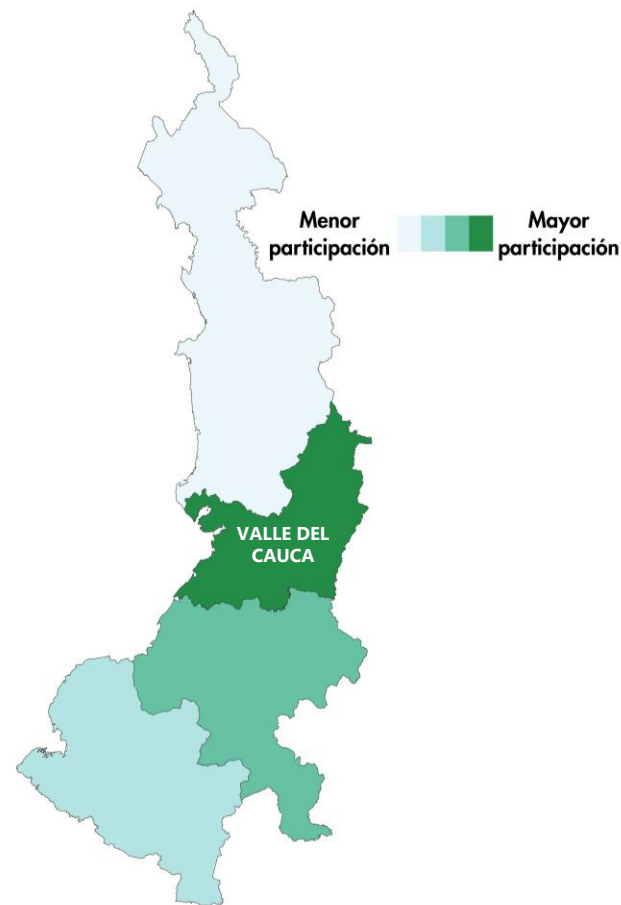 Menor
participación
Mayor
participación
VALLE DEL
CAUCA